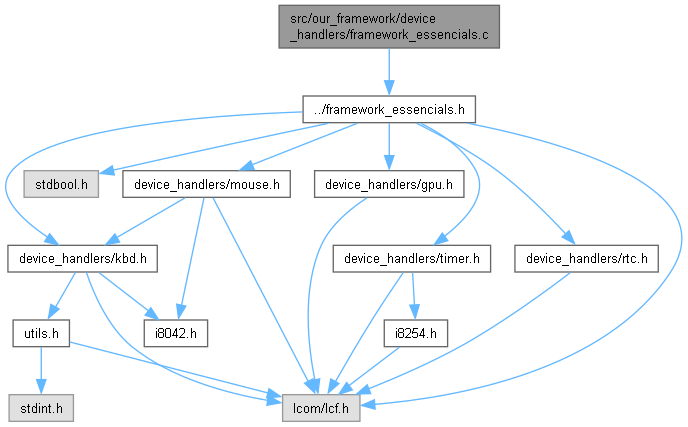 src/our_framework/device
_handlers/framework_essencials.c
../framework_essencials.h
stdbool.h
device_handlers/mouse.h
device_handlers/gpu.h
device_handlers/kbd.h
device_handlers/timer.h
device_handlers/rtc.h
utils.h
i8042.h
i8254.h
stdint.h
lcom/lcf.h